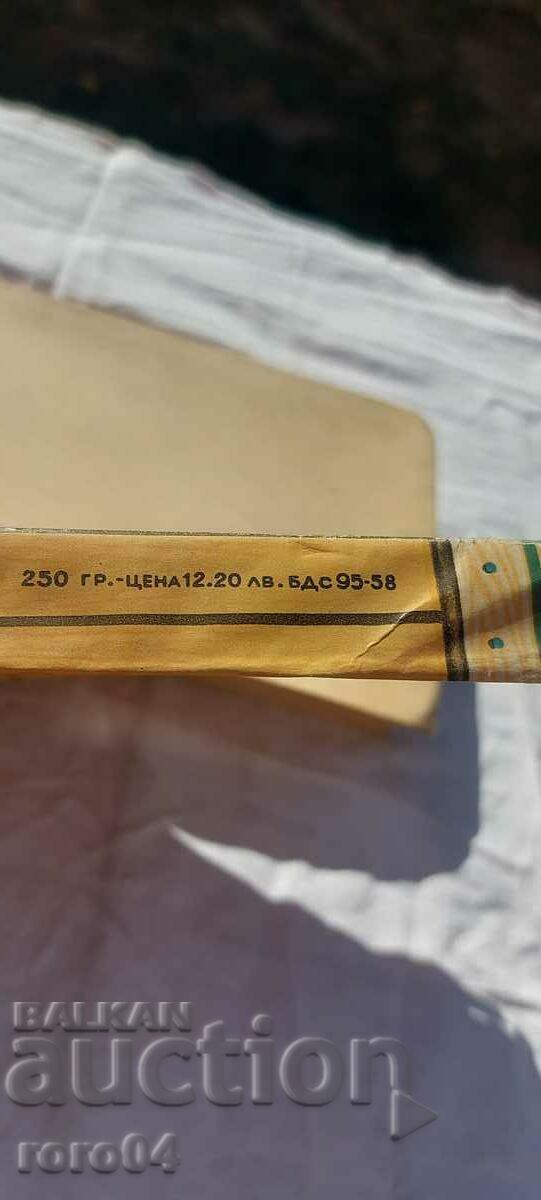 250 ГР.-ЦЕНА 12.20 ЛВ. БДС 95-58
BALKAN
auction
roro04